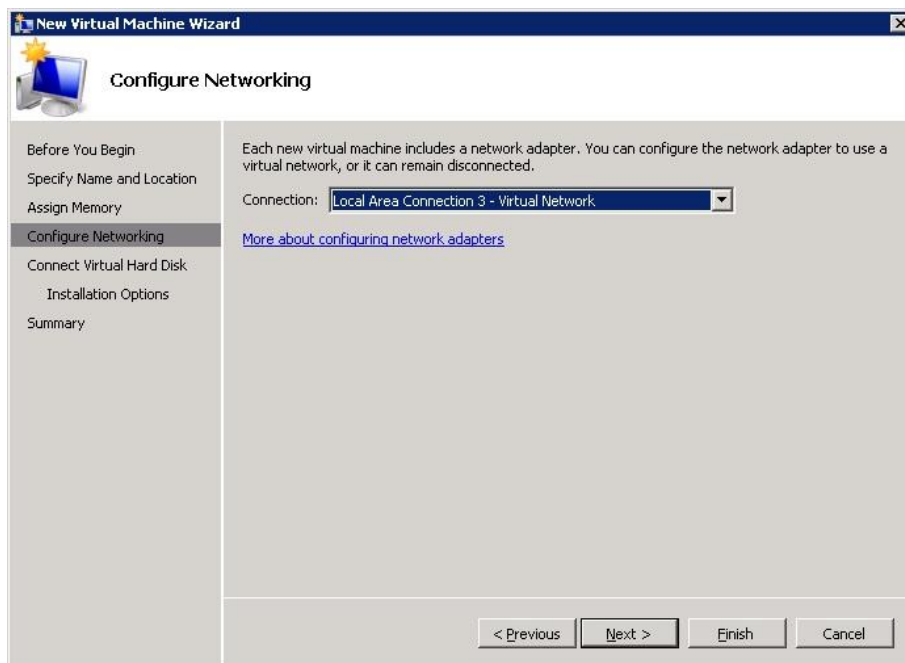 New Virtual Machine Wizard
Configure Networking
Before You Begin
Specify Name and Location
Assign Memory
Configure Networking
Connect Virtual Hard Disk
Installation Options
Summary
Each new virtual machine includes a network adapter. You can configure the network adapter to use a
virtual network, or it can remain disconnected.
Connection: Local Area Connection 3 - Virtual Network
More about configuring network adapters
< Previous
Next >
Finish
Cancel